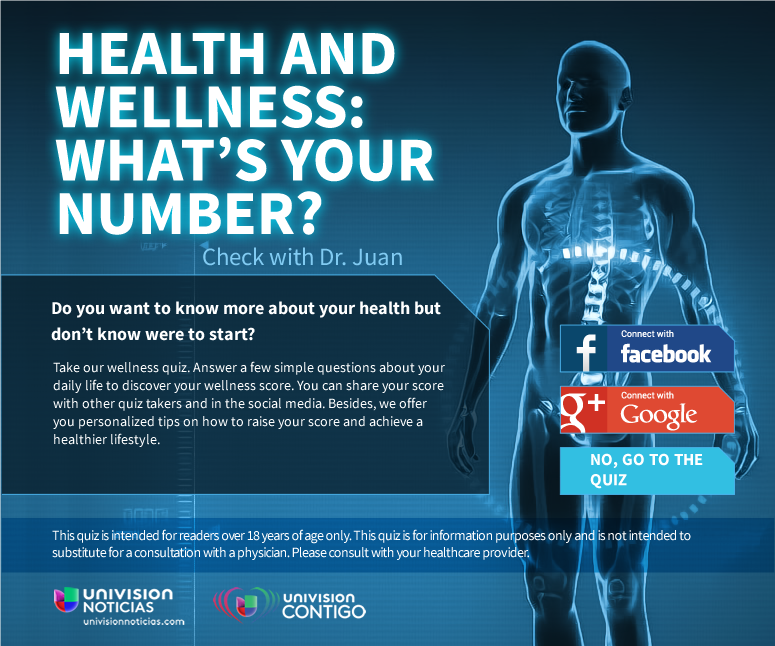 HEALTH AND
WELLNESS:
WHAT'S YOUR
NUMBER?
Check with Dr. Juan
Do you want to know more about your health but
don't know were to start?
Take our wellness quiz. Answer a few simple questions about your
daily life to discover your wellness score. You can share your score
with other quiz takers and in the social media. Besides, we offer
you personalized tips on how to raise your score and achieve a
healthier lifestyle.
f Connect with
facebook
g+ Connect with
Google
NO, GO TO THE
QUIZ
This quiz is intended for readers over 18 years of age only. This quiz is for information purposes only and is not intended to
substitute for a consultation with a physician. Please consult with your healthcare provider.
UNIVISION
NOTICIAS
univisionnoticias.com
UNIVISION
CONTIGO